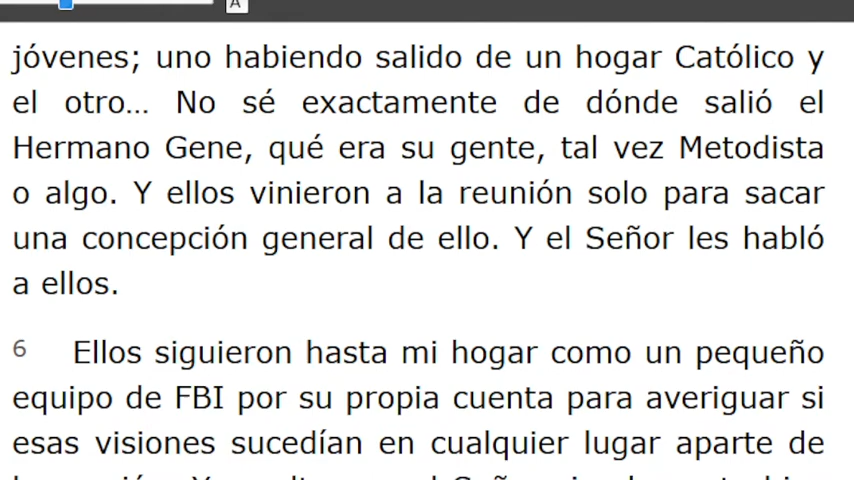 A
jóvenes; uno habiendo salido de un hogar Católico y
el otro... No sé exactamente de dónde salió el
Hermano Gene, qué era su gente, tal vez Metodista
o algo. Y ellos vinieron a la reunión solo para sacar
una concepción general de ello. Y el Señor les habló
a ellos.
6 Ellos siguieron hasta mi hogar como un pequeño
equipo de FBI por su propia cuenta para averiguar si
esas visiones sucedían en cualquier lugar aparte de